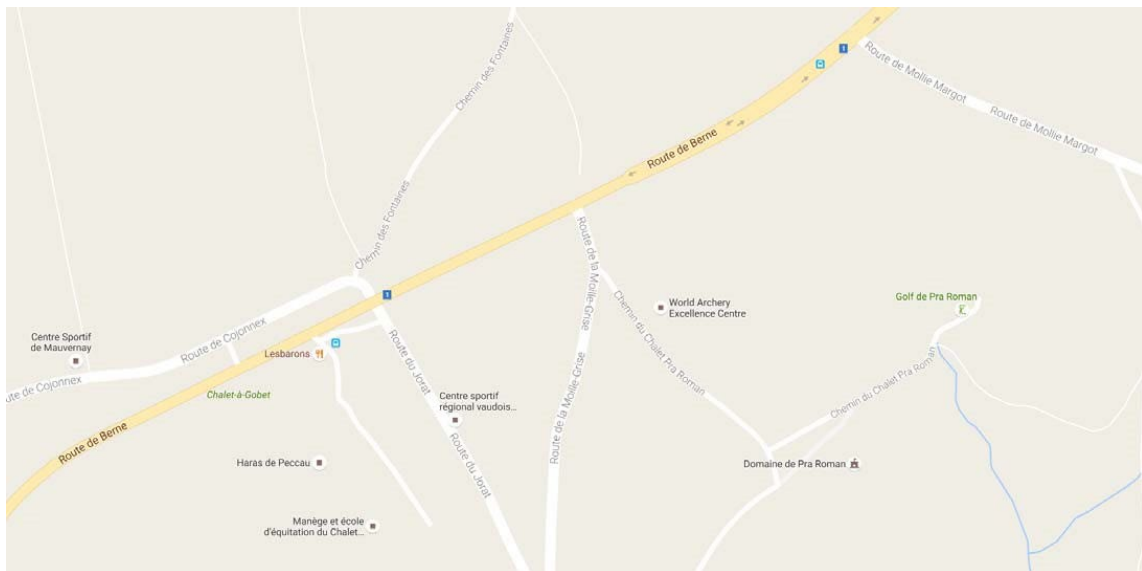 Chemin des Fontaines
1
Route de Mollie Margot
Route de Mollie Margot
Route de Berne
Chemin des Fontaines
Route de la Moille-Grise
Golf de Pra Roman
1
World Archery
Excellence Centre
Chemin du Chalet Pra Roman
Centre Sportif
de Mauvernay
Route de Cojonnex
Lesbarons
Route du Jorat
ute de Cojonnex
Chalet-à-Gobet
Centre sportif
régional vaudois...
Route de la Moille-Grise
Chemin du Chalet Pra Roman
Route de Berne
Haras de Peccau
Route du Jorat
Domaine de Pra Roman
Manège et école
d'équitation du Chalet...